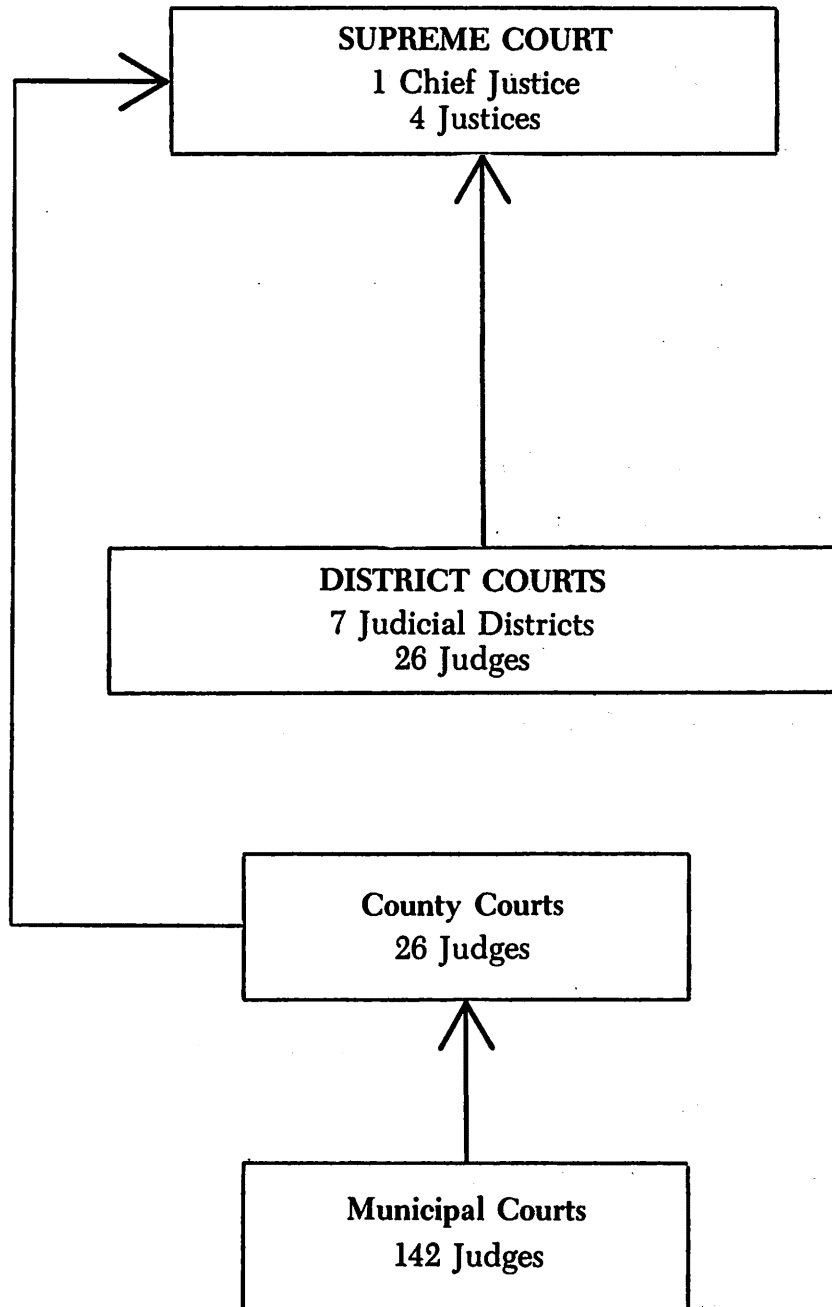 SUPREME COURT
1 Chief Justice
4 Justices
DISTRICT COURTS
7 Judicial Districts
26 Judges
County Courts
26 Judges
Municipal Courts
142 Judges